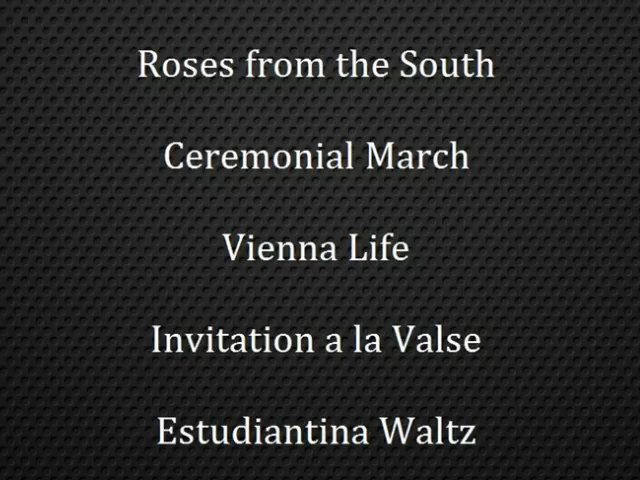 Roses from the South
Ceremonial March
Vienna Life
Invitation a la Valse
Estudiantina Waltz